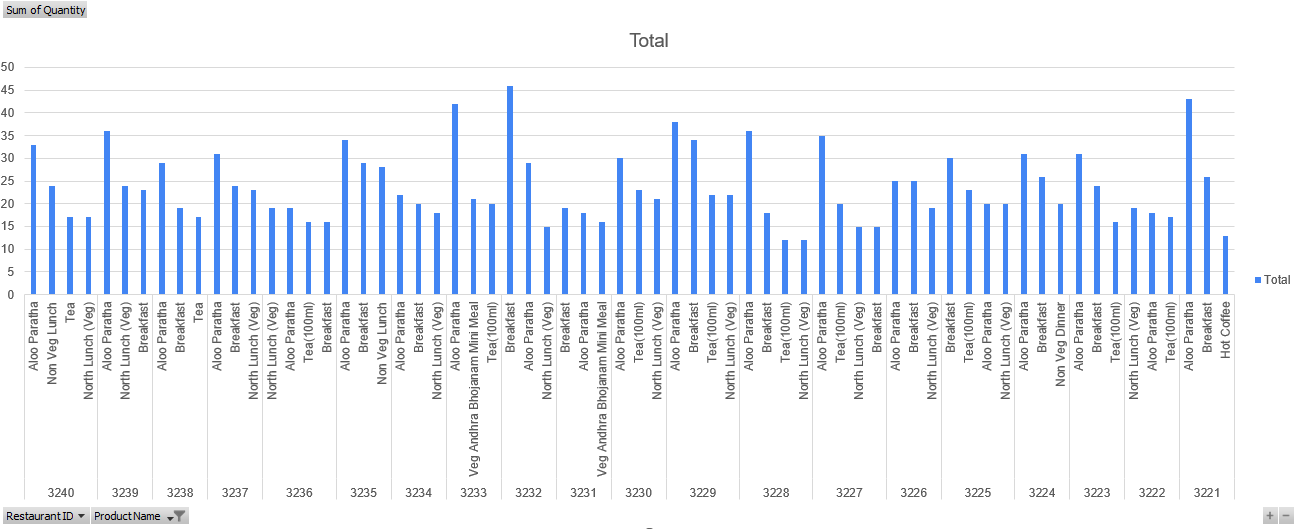 Sum of Quantity
Total
50
45
40
35
30
25
20
15
10
5
0
Total
Aloo Paratha
Non Veg Lunch
Tea
North Lunch (Veg)
Aloo Paratha
North Lunch (Veg)
Breakfast
Aloo Paratha
Breakfast
Tea
Aloo Paratha
Breakfast
North Lunch (Veg)
North Lunch (Veg)
Aloo Paratha
Tea(100ml)
Breakfast
Aloo Paratha
Breakfast
Non Veg Lunch
Aloo Paratha
Breakfast
North Lunch (Veg)
Aloo Paratha
Veg Andhra Bhojanam Mini Meal
Tea(100ml)
Breakfast
Aloo Paratha
North Lunch (Veg)
Breakfast
Aloo Paratha
Veg Andhra Bhojanam Mini Meal
Aloo Paratha
Tea(100ml)
North Lunch (Veg)
Aloo Paratha
Breakfast
Tea(100ml)
North Lunch (Veg)
Aloo Paratha
Breakfast
Tea(100ml)
North Lunch (Veg)
Aloo Paratha
Tea(100ml)
North Lunch (Veg)
Breakfast
Aloo Paratha
Breakfast
North Lunch (Veg)
Breakfast
Tea(100ml)
Aloo Paratha
North Lunch (Veg)
Aloo Paratha
Breakfast
Non Veg Dinner
Aloo Paratha
Breakfast
Tea(100ml)
North Lunch (Veg)
Aloo Paratha
Tea(100ml)
Aloo Paratha
Breakfast
Hot Coffee
3240 3239 3238 3237 3236 3235 3234 3233 3232 3231 3230 3229 3228 3227 3226 3225 3224 3223 3222 3221
Restaurant ID ProductName + −